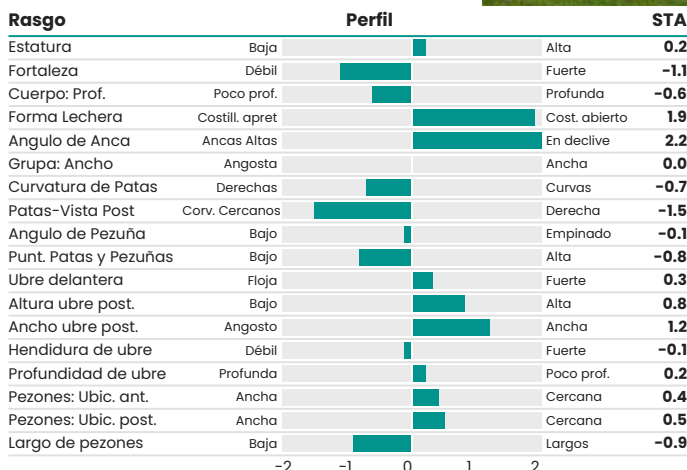 Rasgo Perfil STA
Estatura Baja Alta 0.2
Fortaleza Débil Fuerte -1.1
Cuerpo: Prof. Poco prof. Profunda -0.6
Forma Lechera Costill. apret Cost. abierto 1.9
Angulo de Anca Ancas Altas En declive 2.2
Grupa: Ancho Angosta Ancha 0.0
Curvatura de Patas Derechas Curvas -0.7
Patas-Vista Post Corv. Cercanos Derecha -1.5
Angulo de Pezuña Bajo Empinado -0.1
Punt. Patas y Pezuñas Bajo Alta -0.8
Ubre delantera Floja Fuerte 0.3
Altura ubre post. Bajo Alta 0.8
Ancho ubre post. Angosto Ancha 1.2
Hendidura de ubre Débil Fuerte -0.1
Profundidad de ubre Profunda Poco prof. 0.2
Pezones: Ubic. ant. Ancha Cercana 0.4
Pezones: Ubic. post. Ancha Cercana 0.5
Largo de pezones Baja Largos -0.9
-2 -1 0 1 2